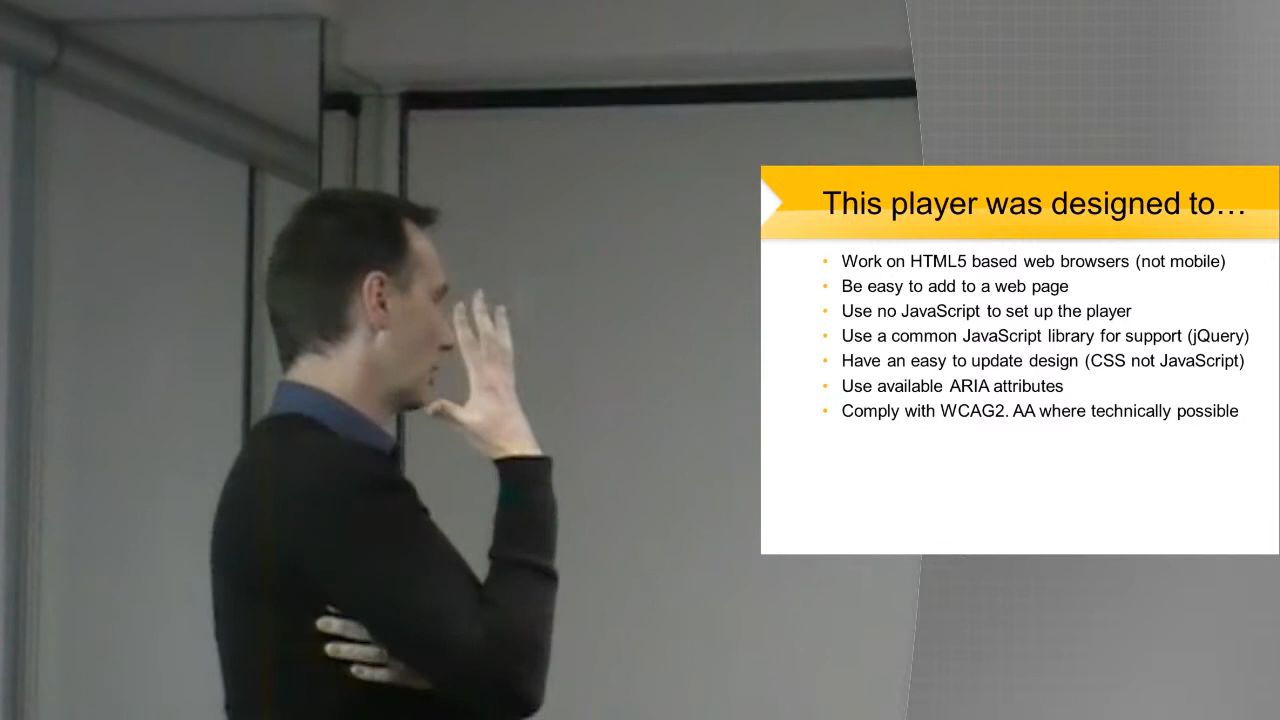 This player was designed to…
• Work on HTML5 based web browsers (not mobile)
• Be easy to add to a web page
• Use no JavaScript to set up the player
• Use a common JavaScript library for support (jQuery)
• Have an easy to update design (CSS not JavaScript)
• Use available ARIA attributes
• Comply with WCAG2. AA where technically possible